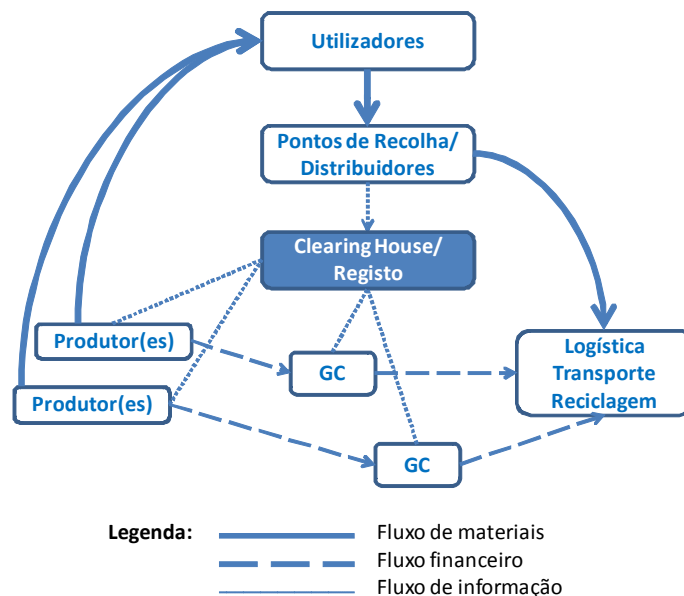 Utilizadores
Pontos de Recolha/
Distribuidores
Clearing House/
Registo
Produtor(es)
GC
Logística
Transporte
Reciclagem
Produtor(es)
GC
Legenda:
Fluxo de materiais
Fluxo financeiro
Fluxo de informação